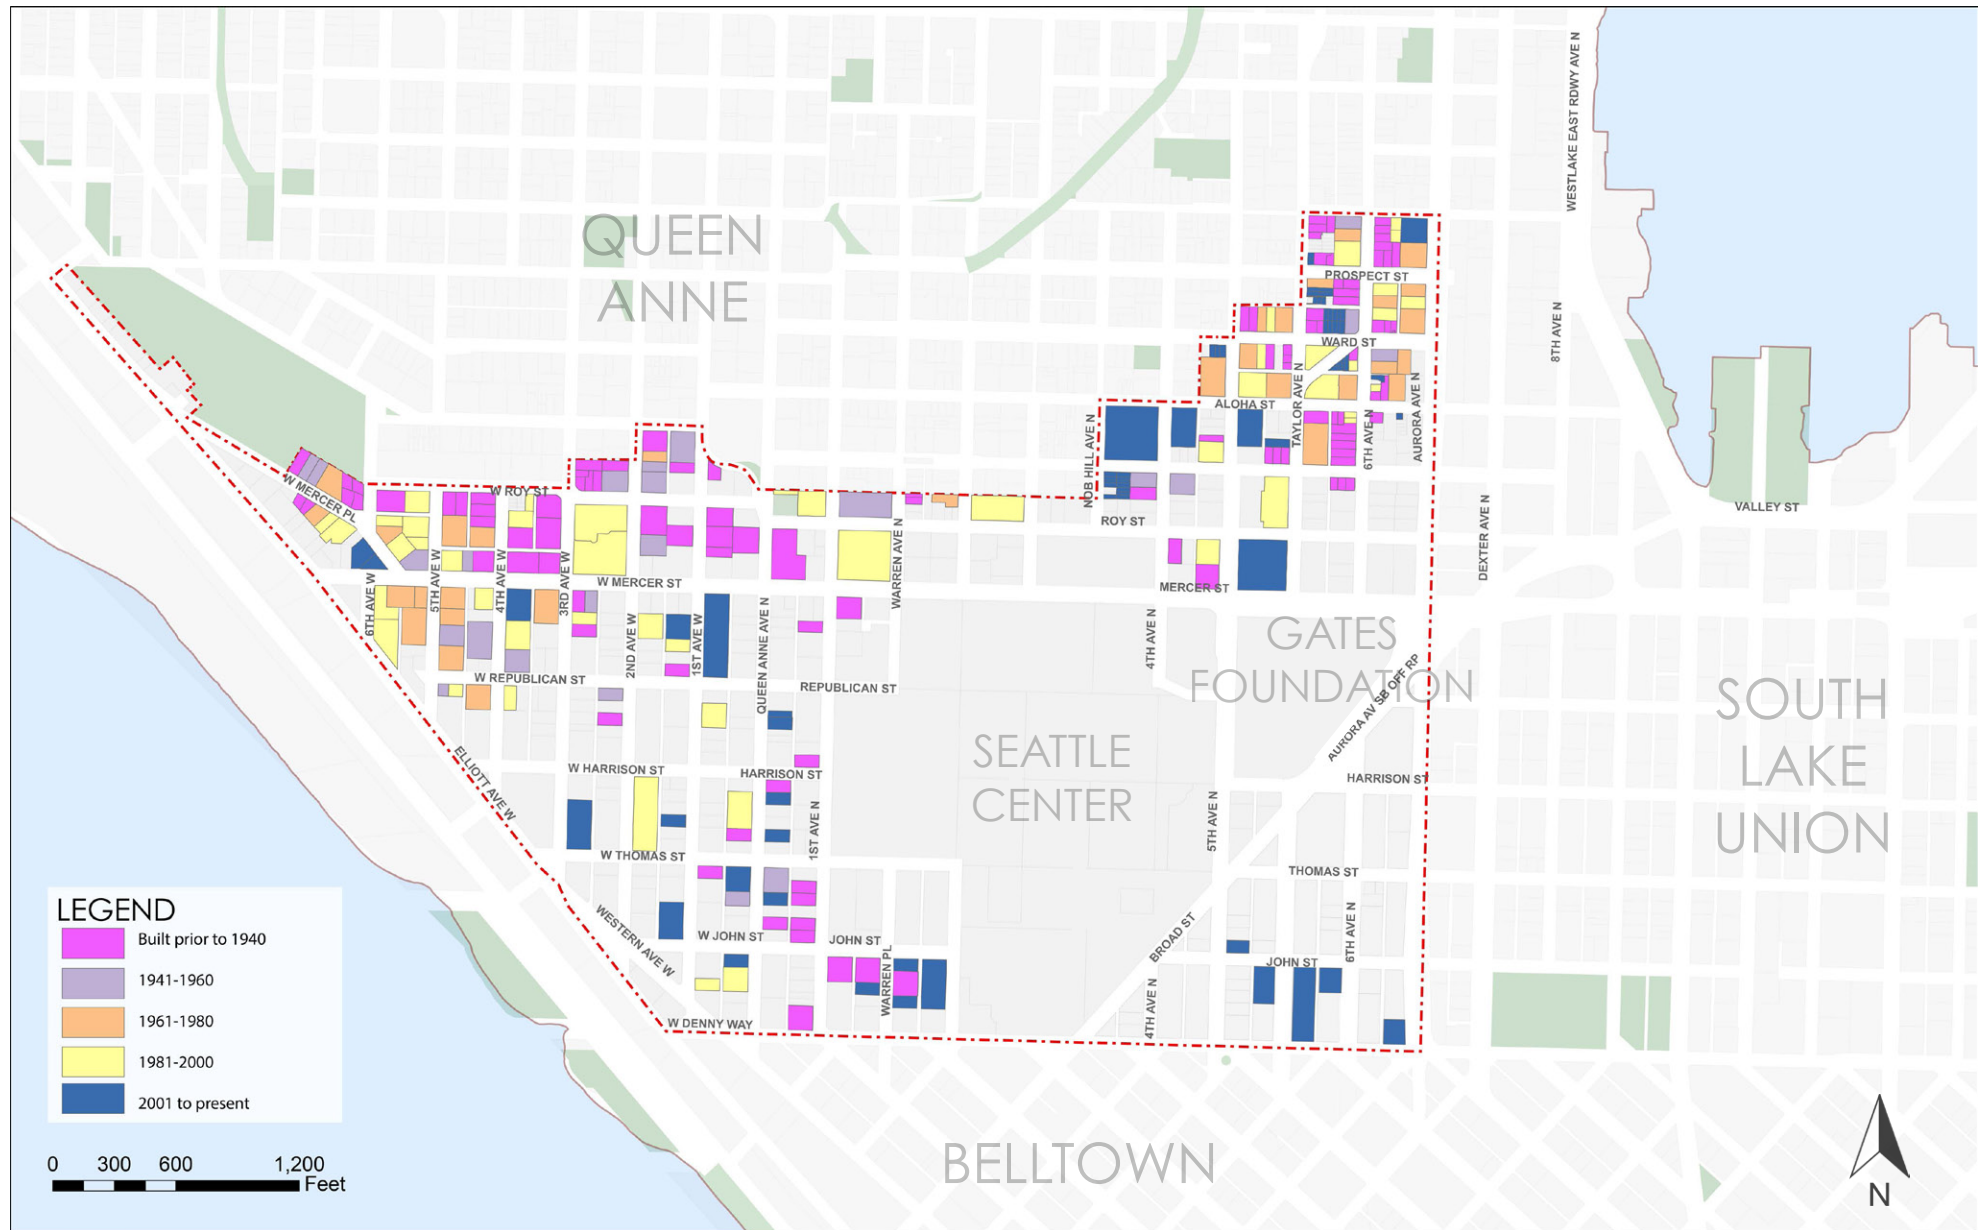 WESTLAKE EAST RDWY AVE N
QUEEN
ANNE
PROSPECT ST
8TH AVE N
WARD ST
TAYLOR AVE N
ALOHA ST
AURORA AVE N
6TH AVE N
NOB HILL AVE N
W MERCER PL
W ROY ST
ROY ST
VALLEY ST
DEXTER AVE N
WARREN AVE N
W MERCER ST
MERCER ST
6TH AVE W
5TH AVE W
4TH AVE W
3RD AVE W
2ND AVE W
1ST AVE W
QUEEN ANNE AVE N
4TH AVE N
GATES
FOUNDATION
W REPUBLICAN ST
REPUBLICAN ST
AURORA AV SB OFF RP
SOUTH
LAKE
UNION
SEATTLE
CENTER
ELLIOTT AVE W
W HARRISON ST
HARRISON ST
HARRISON ST
1ST AVE N
5TH AVE N
W THOMAS ST
THOMAS ST
WESTERN AVE W
W JOHN ST
JOHN ST
BROAD ST
6TH AVE N
JOHN ST
WARREN PL
4TH AVE N
W DENNY WAY
LEGEND
Built prior to 1940
1941-1960
1961-1980
1981-2000
2001 to present
0 300 600 1,200
Feet
BELLTOWN
N